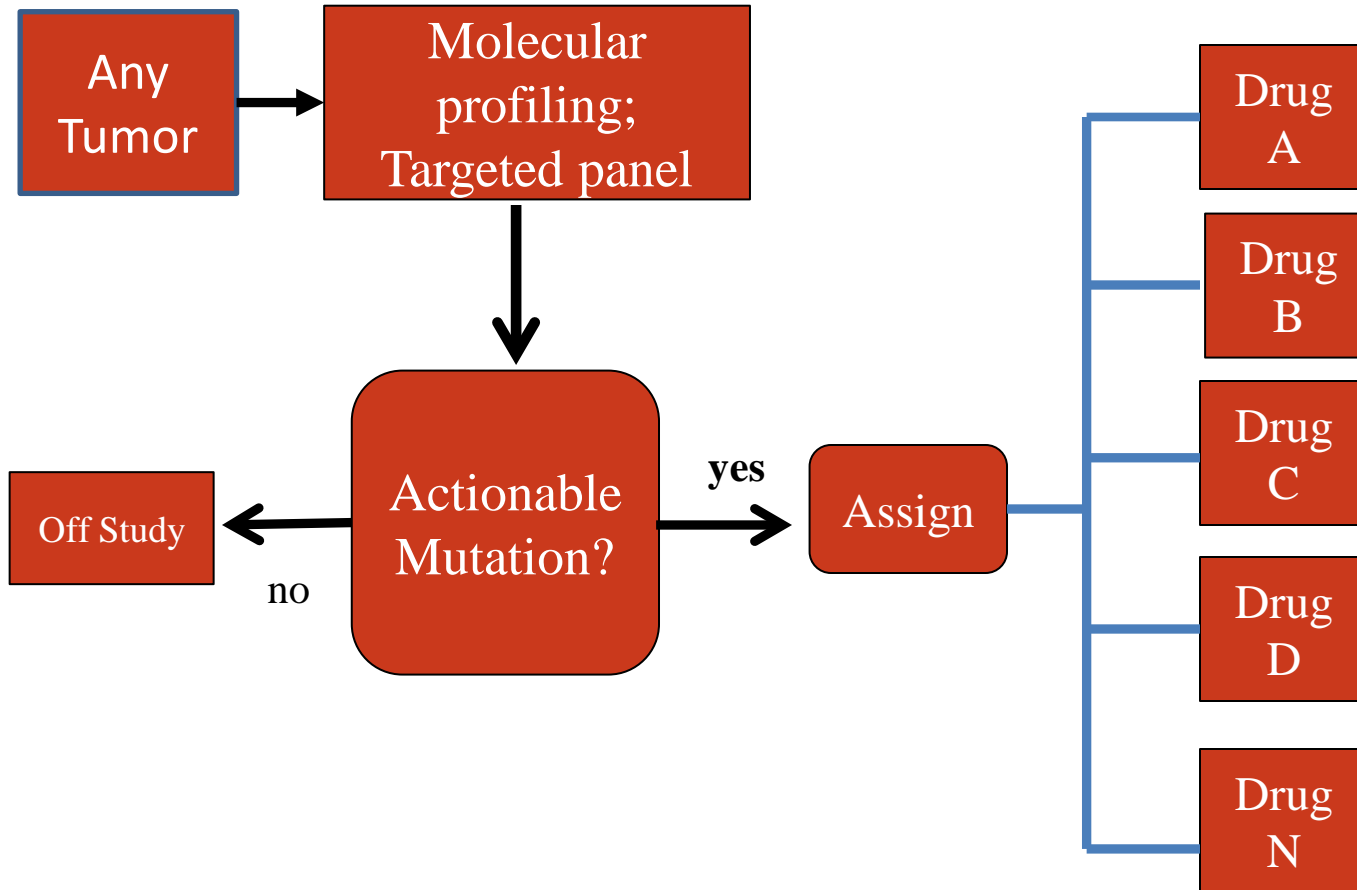 Any
Tumor
Molecular
profiling;
Targeted panel
Actionable
Mutation?
no
Off Study
yes
Assign
Drug
A
Drug
B
Drug
C
Drug
D
Drug
N